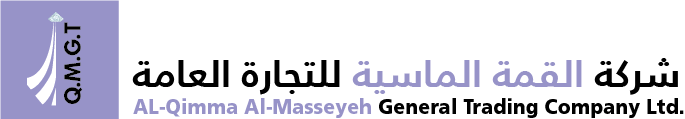 Q.M.G.T
شركة القمة الماسية للتجارة العامة
AL-Qimma Al-Masseyeh General Trading Company Ltd.